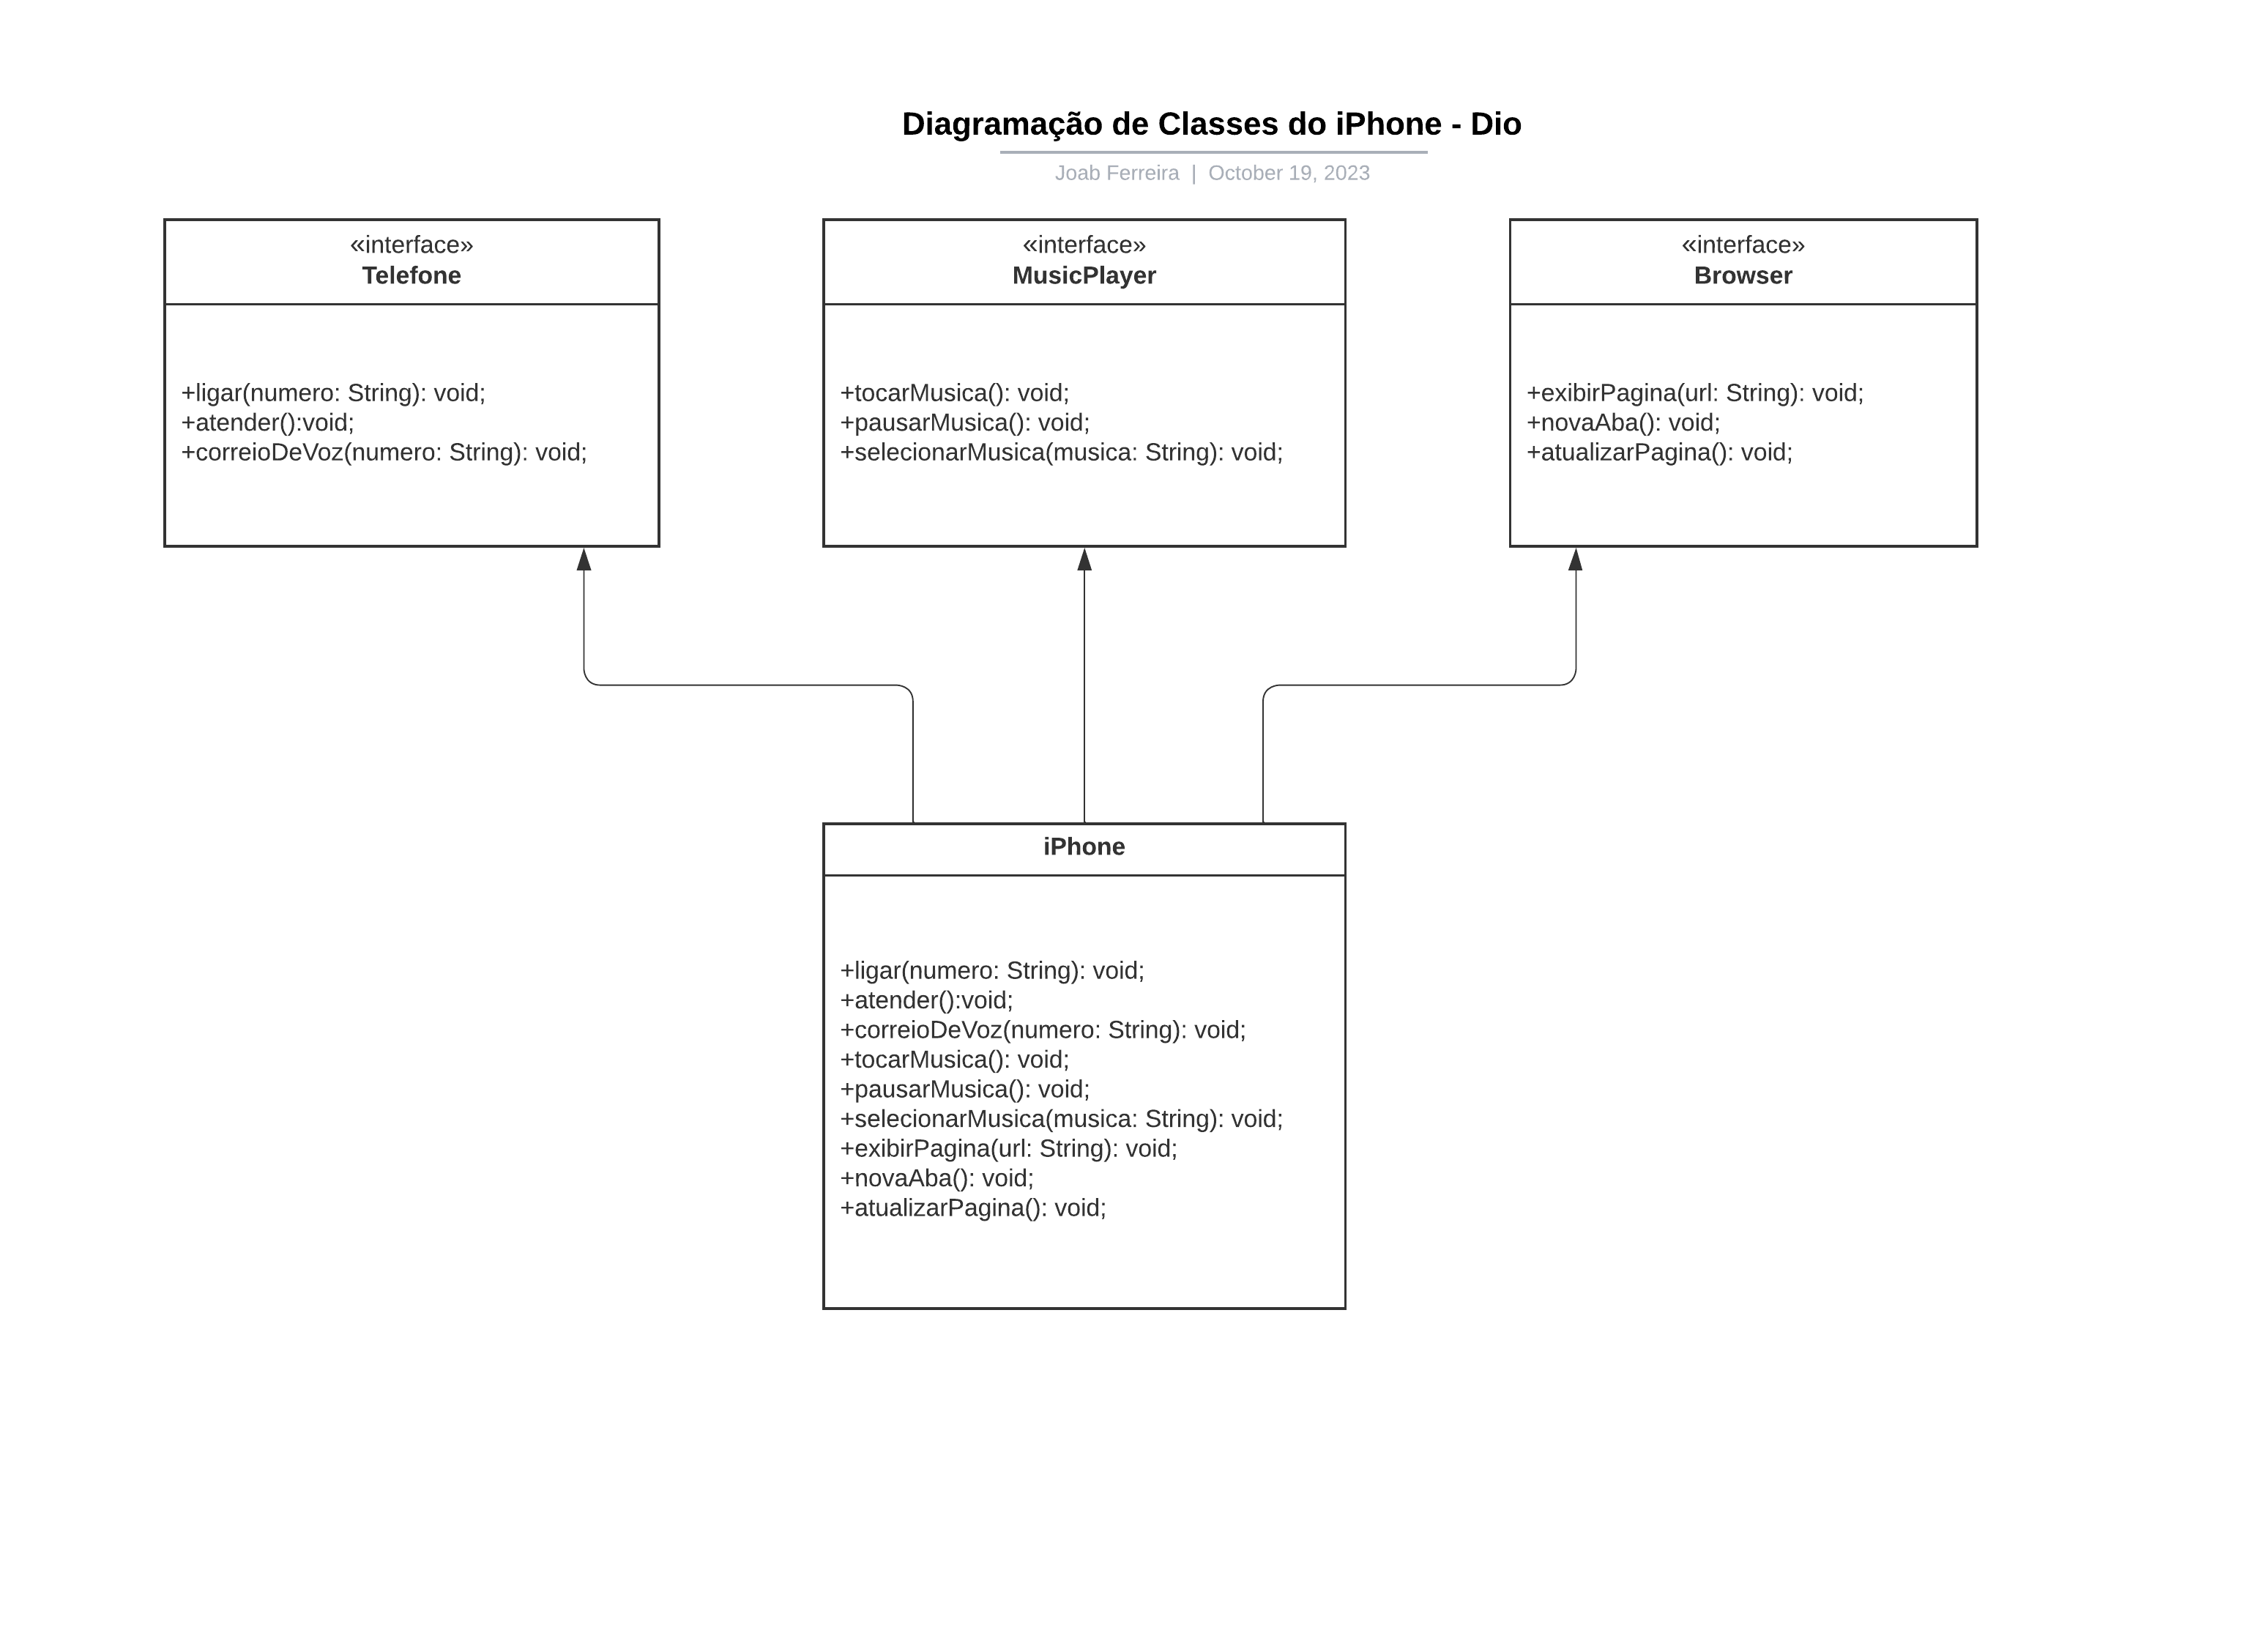 Diagramação de Classes do iPhone - Dio
Joab Ferreira | October 19, 2023
«interface»
Telefone
+ligar(numero: String): void;
+atender():void;
+correioDeVoz(numero: String): void;
«interface»
MusicPlayer
+tocarMusica(): void;
+pausarMusica(): void;
+selecionarMusica(musica: String): void;
«interface»
Browser
+exibirPagina(url: String): void;
+novaAba(): void;
+atualizarPagina(): void;
iPhone
+ligar(numero: String): void;
+atender():void;
+correioDeVoz(numero: String): void;
+tocarMusica(): void;
+pausarMusica(): void;
+selecionarMusica(musica: String): void;
+exibirPagina(url: String): void;
+novaAba(): void;
+atualizarPagina(): void;